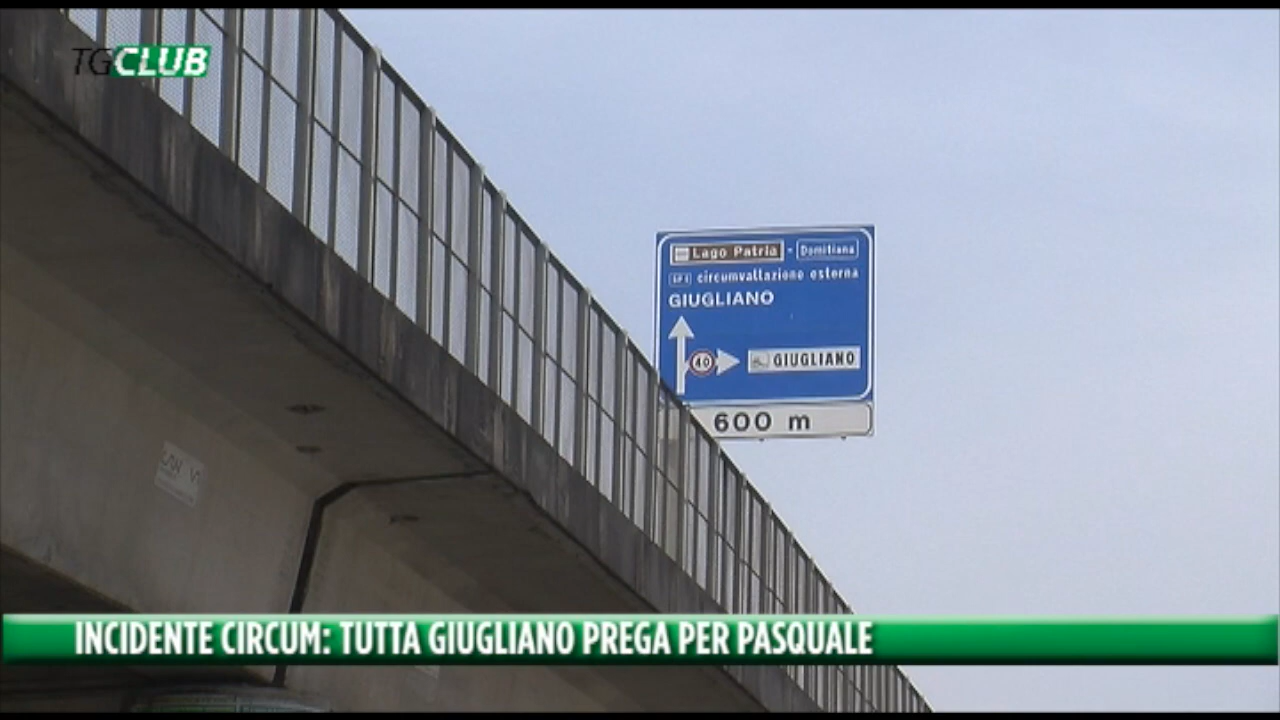 TGCLUB
Lago Patria - Domitiana
SP1 circumvallazione esterna
GIUGLIANO
40 GIUGLIANO
600 m
INCIDENTE CIRCUM: TUTTA GIUGLIANO PREGA PER PASQUALE